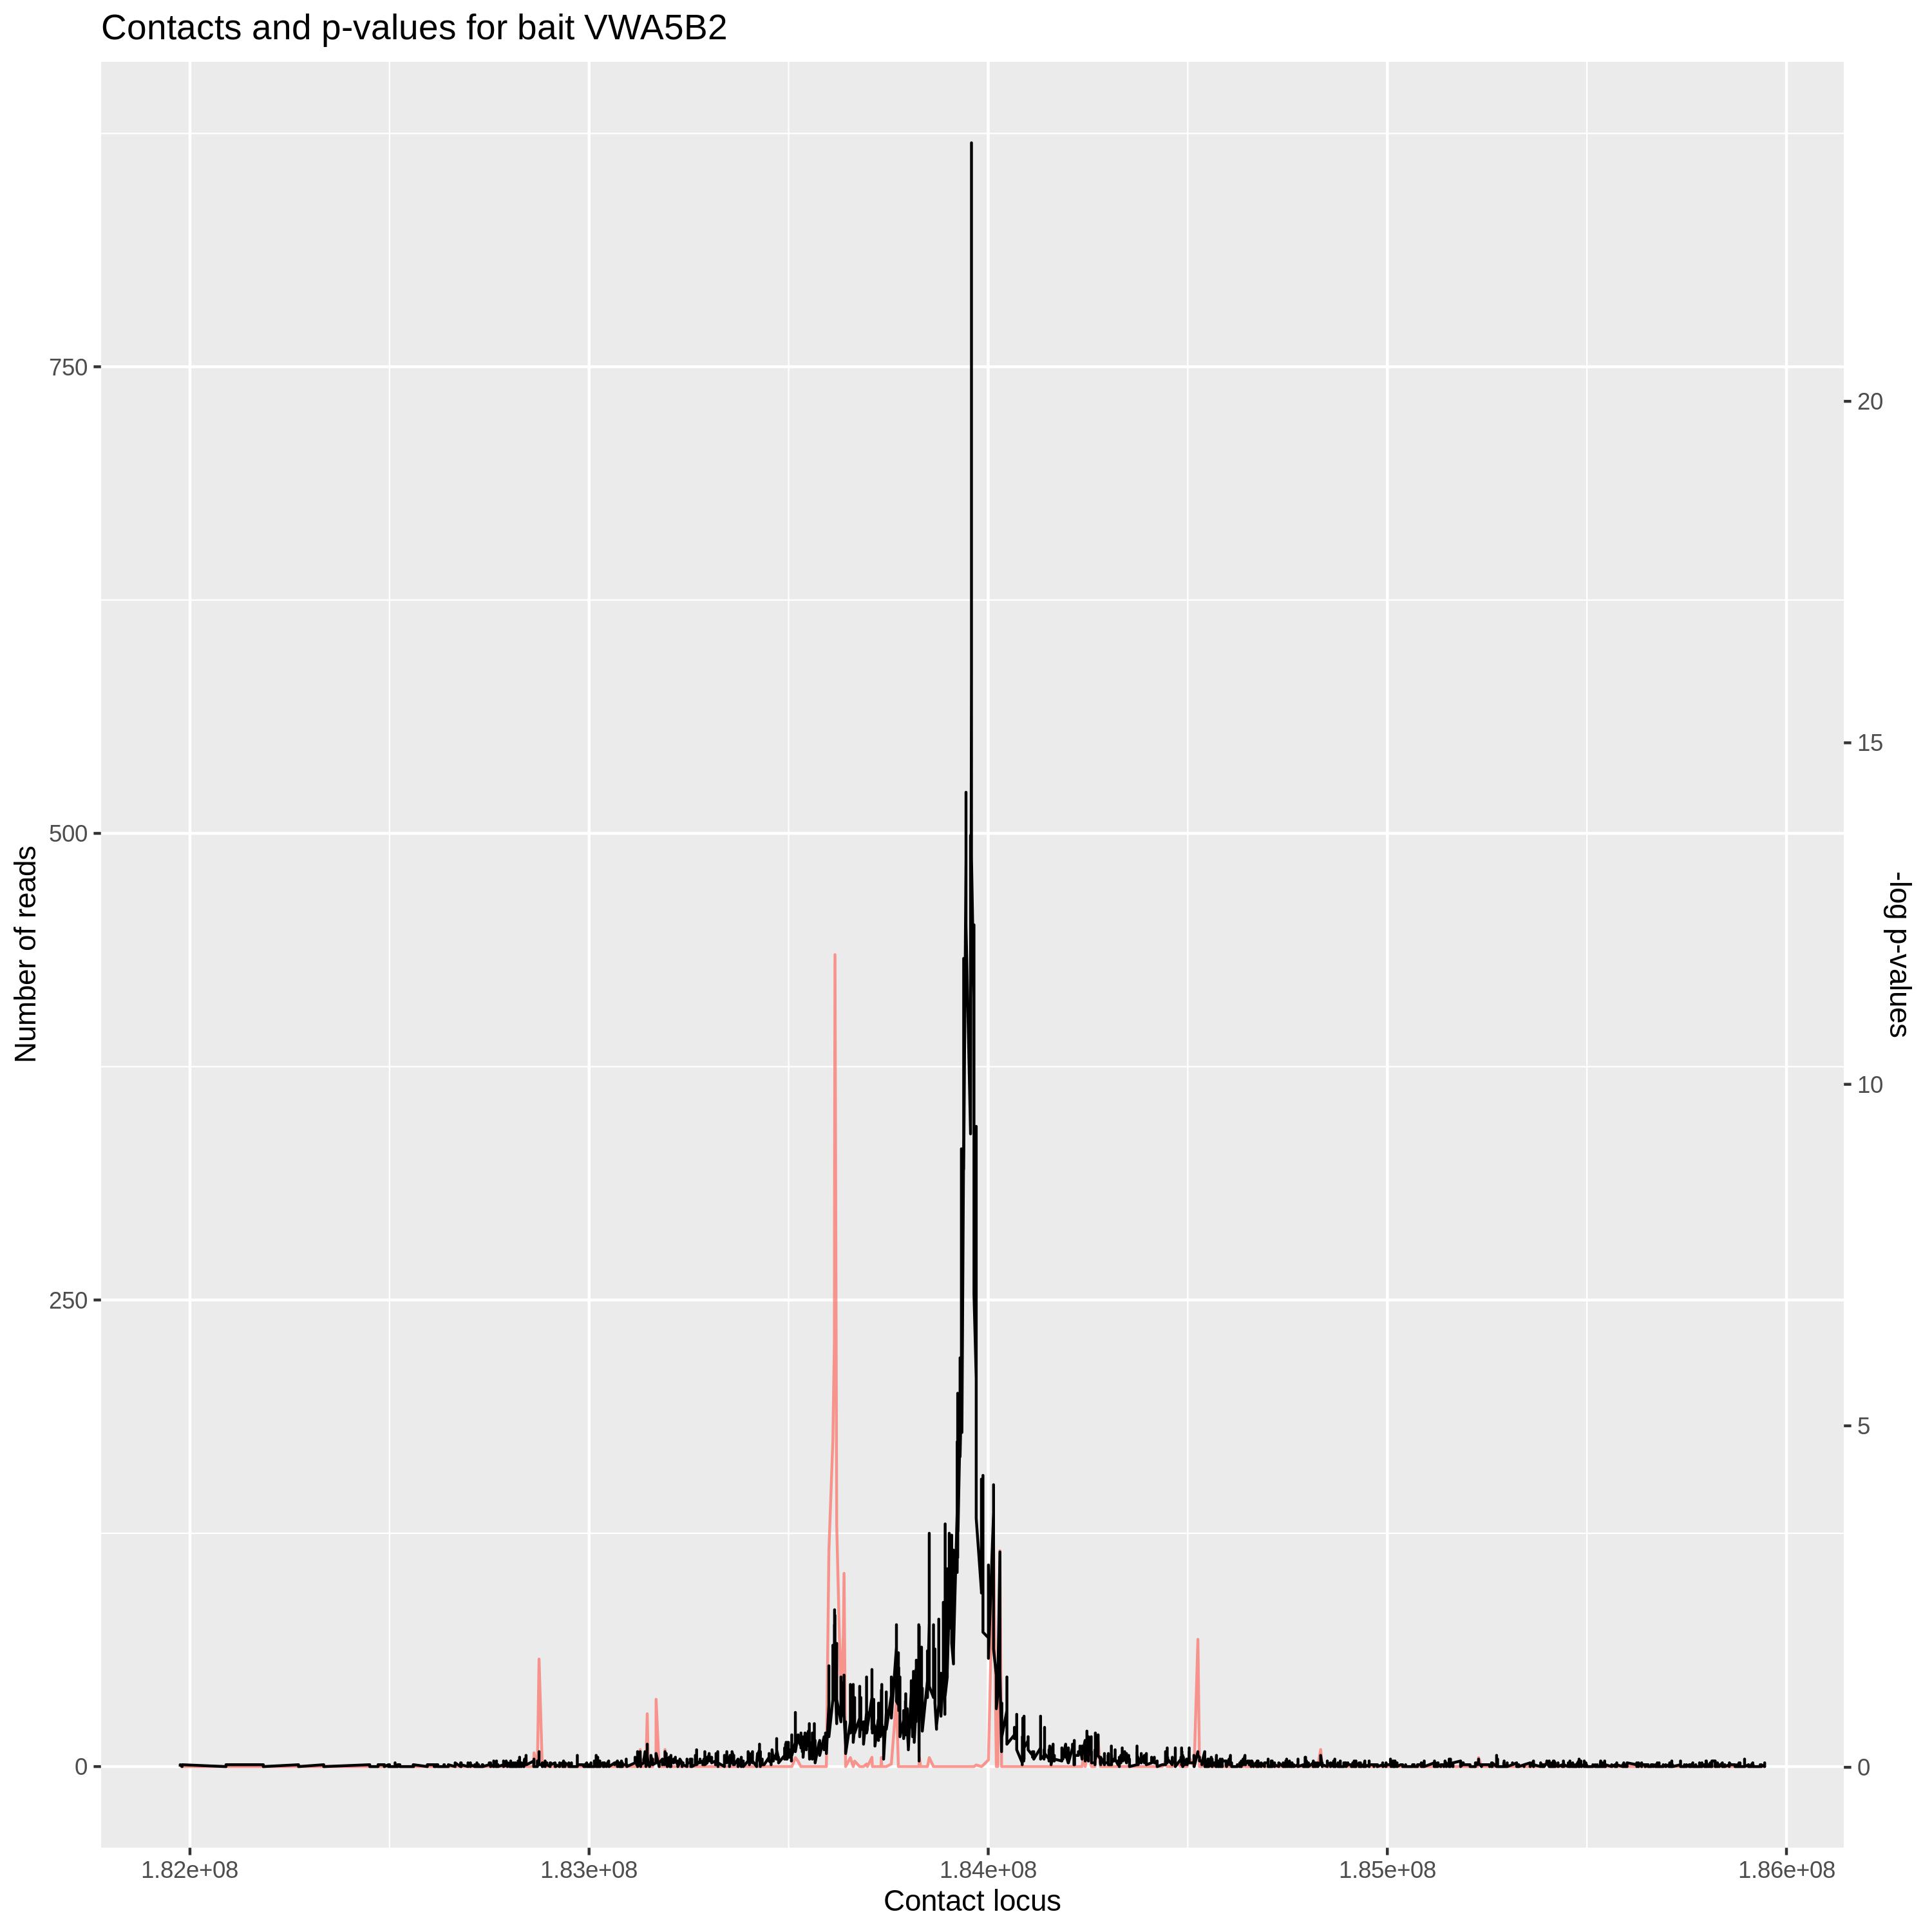 Contacts and p-values for bait VWA5B2
750
500
250
0
Number of reads
20
15
10
5
0
-log p-values
1.82e+08
1.83e+08
1.84e+08
1.85e+08
1.86e+08
Contact locus